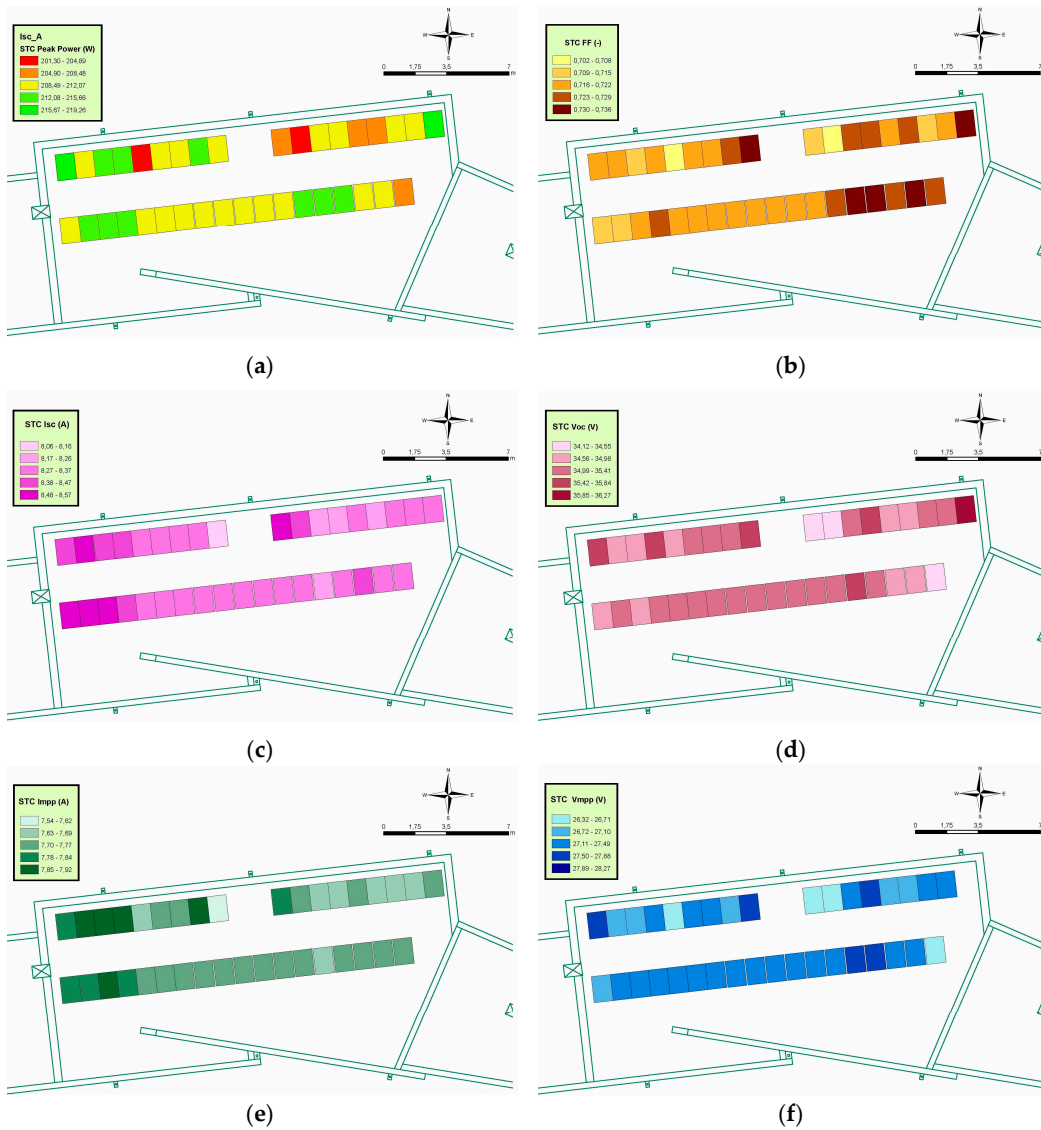 Isc_A
STC Peak Power (W)
201,30 - 204,89
204,90 - 208,48
208,49 - 212,07
212,08 - 215,66
215,67 - 219,26
N
W E
S
0 1,75 3,5 7
m
(a)
STC FF (-)
0,702 - 0,708
0,709 - 0,715
0,716 - 0,722
0,723 - 0,729
0,730 - 0,736
N
W E
S
0 1,75 3,5 7
m
(b)
STC Isc (A)
8,06 - 8,16
8,17 - 8,26
8,27 - 8,37
8,38 - 8,47
8,48 - 8,57
N
W E
S
0 1,75 3,5 7
m
(c)
STC Voc (V)
34,12 - 34,55
34,56 - 34,98
34,99 - 35,41
35,42 - 35,84
35,85 - 36,27
N
W E
S
0 1,75 3,5 7
m
(d)
STC Impp (A)
7,54 - 7,62
7,63 - 7,69
7,70 - 7,77
7,78 - 7,84
7,85 - 7,92
N
W E
S
0 1,75 3,5 7
m
(e)
STC Vmpp (V)
26,32 - 26,71
26,72 - 27,10
27,11 - 27,49
27,50 - 27,88
27,89 - 28,27
N
W E
S
0 1,75 3,5 7
m
(f)